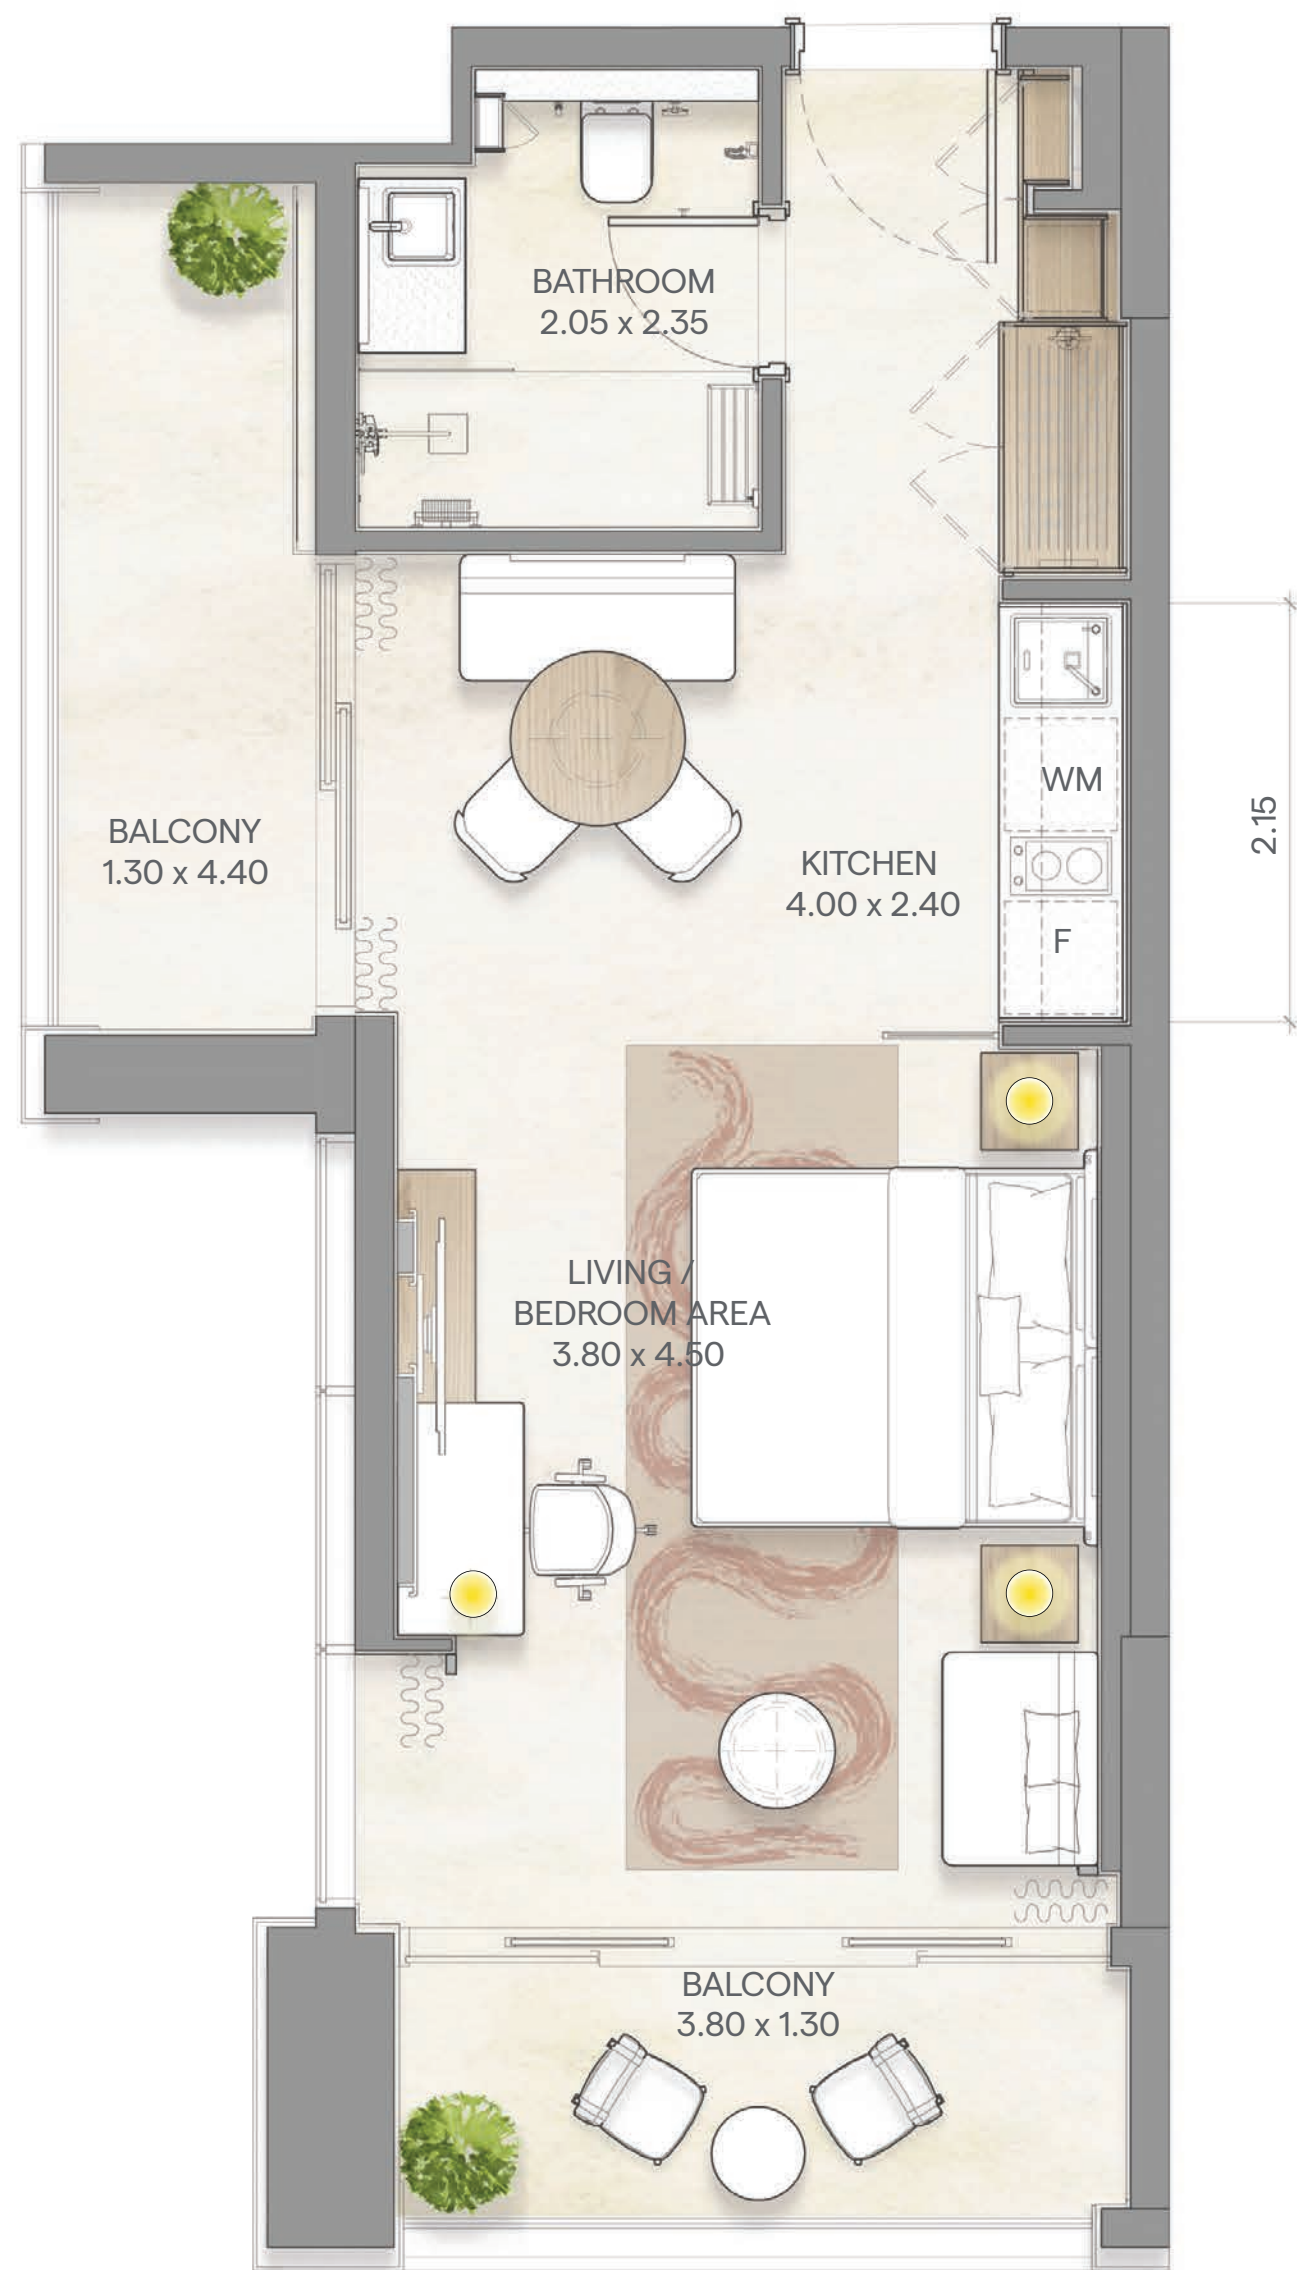 BATHROOM
2.05 x 2.35
BALCONY
1.30 x 4.40
KITCHEN
4.00 x 2.40
WM
F
2.15
LIVING /
BEDROOM AREA
3.80 x 4.50
BALCONY
3.80 x 1.30